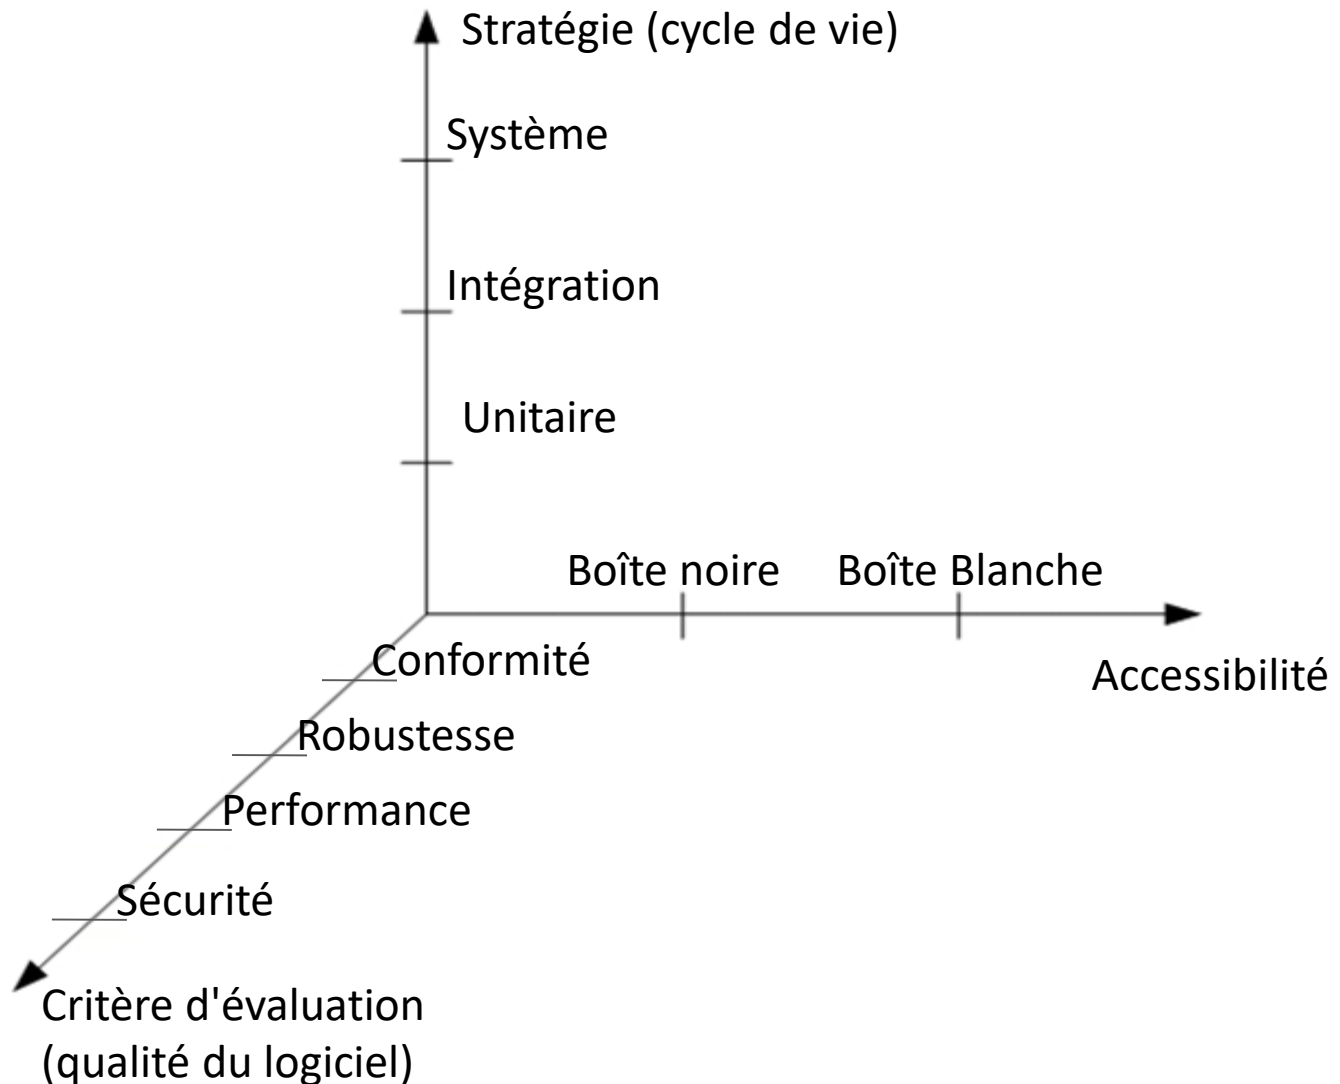 Stratégie (cycle de vie)
Système
Intégration
Unitaire
Boîte noire
Boîte Blanche
Accessibilité
Conformité
Robustesse
Performance
Sécurité
Critère d'évaluation
(qualité du logiciel)